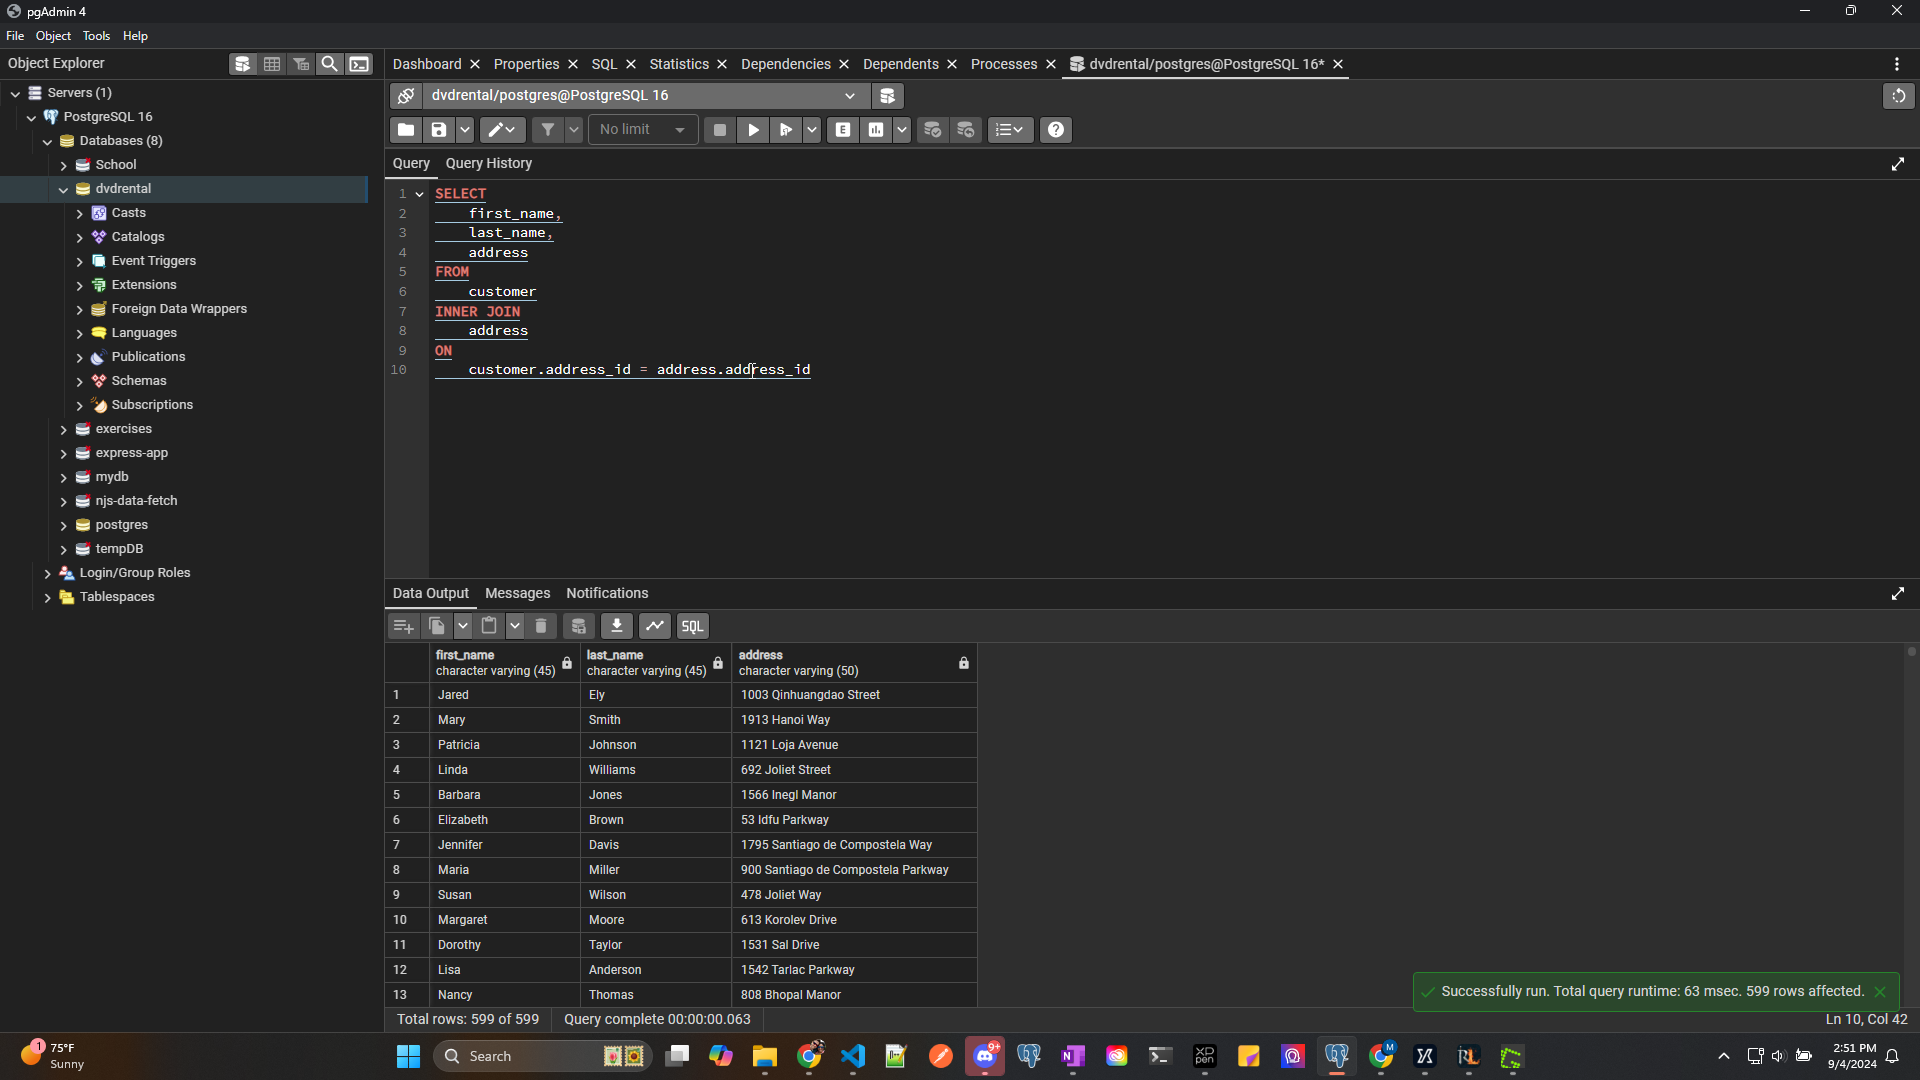 pgAdmin 4
File Object Tools Help
Object Explorer
Dashboard Properties SQL Statistics Dependencies Dependents Processes dvdrental/postgres@PostgreSQL 16*
Servers (1)
PostgreSQL 16
Databases (8)
School
dvdrental
Casts
Catalogs
Event Triggers
Extensions
Foreign Data Wrappers
Languages
Publications
Schemas
Subscriptions
exercises
express-app
mydb
njs-data-fetch
postgres
tempDB
Login/Group Roles
Tablespaces
dvdrental/postgres@PostgreSQL 16
No limit
E
Query Query History
1 SELECT
2 first_name,
3 last_name,
4 address
5 FROM
6 customer
7 INNER JOIN
8 address
9 ON
10 customer.address_id = address.address_id
Data Output Messages Notifications
SQL
first_name last_name address
character varying (45) character varying (45) character varying (50)
1 Jared Ely 1003 Qinhuangdao Street
2 Mary Smith 1913 Hanoi Way
3 Patricia Johnson 1121 Loja Avenue
4 Linda Williams 692 Joliet Street
5 Barbara Jones 1566 Inegl Manor
6 Elizabeth Brown 53 Idfu Parkway
7 Jennifer Davis 1795 Santiago de Compostela Way
8 Maria Miller 900 Santiago de Compostela Parkway
9 Susan Wilson 478 Joliet Way
10 Margaret Moore 613 Korolev Drive
11 Dorothy Taylor 1531 Sal Drive
12 Lisa Anderson 1542 Tarlac Parkway
13 Nancy Thomas 808 Bhopal Manor
Successfully run. Total query runtime: 63 msec. 599 rows affected.
Total rows: 599 of 599 Query complete 00:00:00.063 Ln 10, Col 42
1 75°F
Sunny
Search
9+
N
XP
PEN
M
2:51 PM
9/4/2024